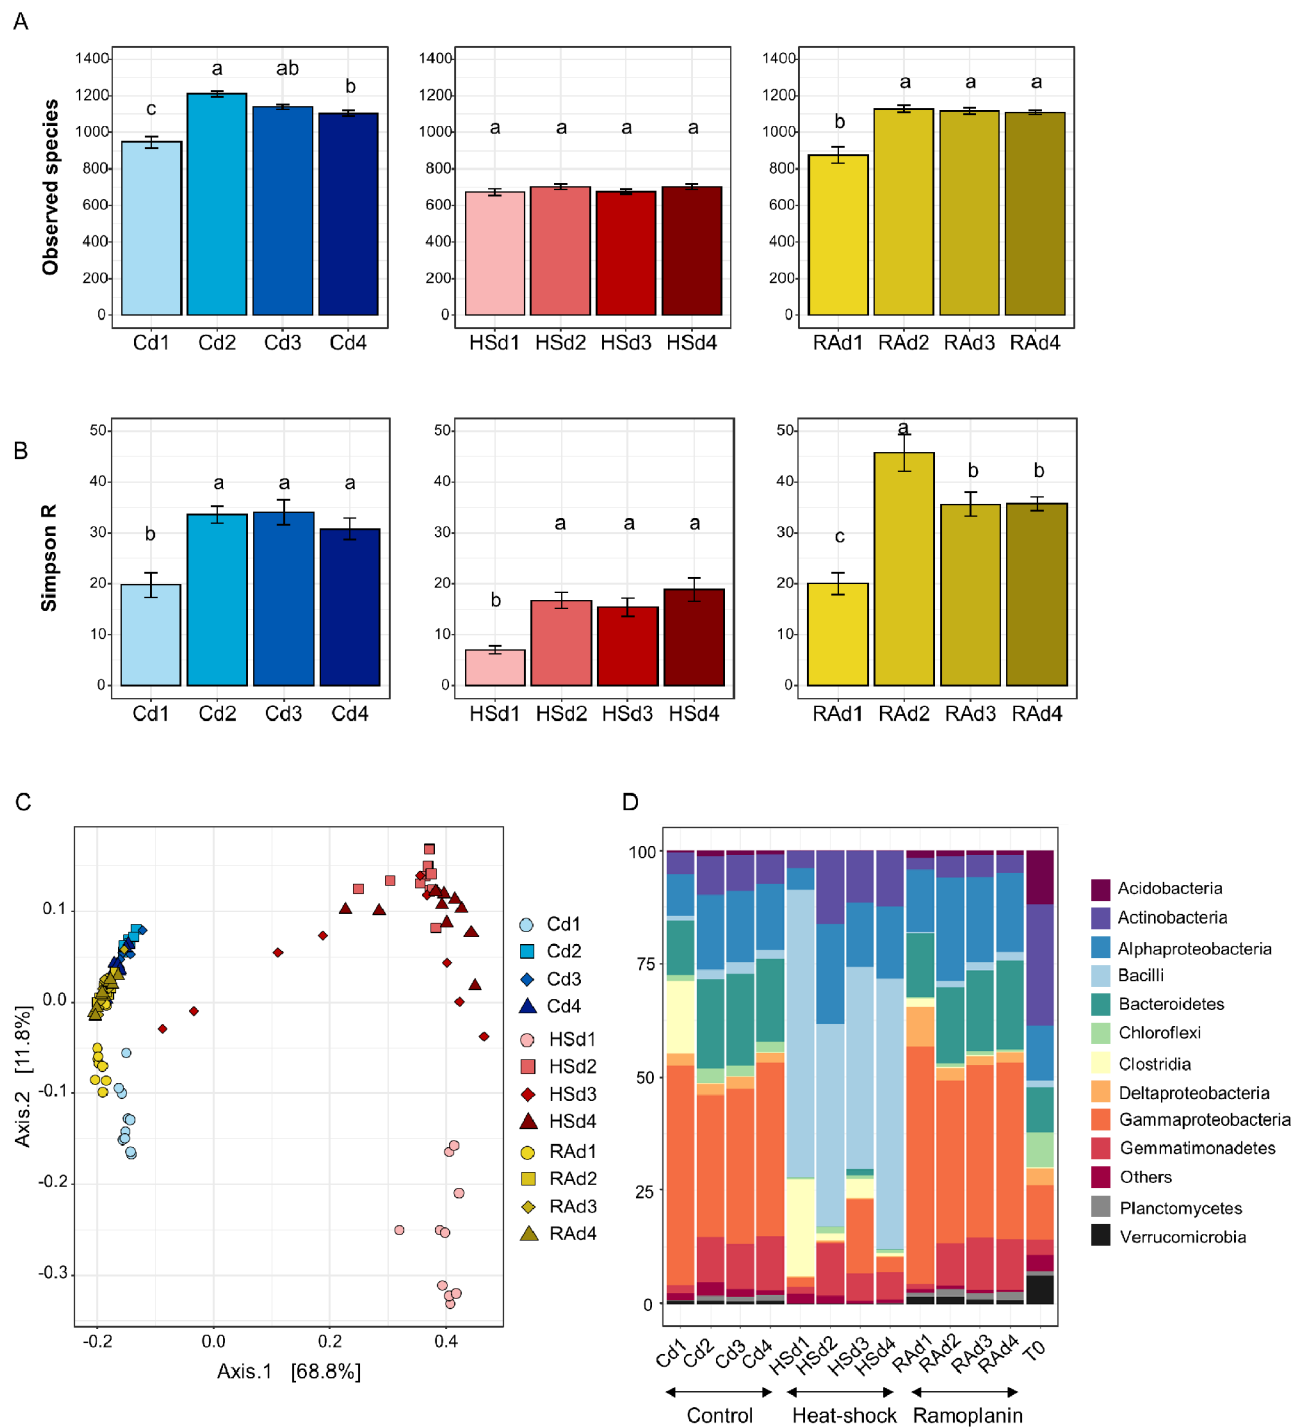 A
Observed species
1400
1200
1000
800
600
400
200
0
c
a
ab
b
Cd1 Cd2 Cd3 Cd4
1400
1200
1000
800
600
400
200
0
a a a a
HSd1 HSd2 HSd3 HSd4
1400
1200
1000
800
600
400
200
0
b
a a a
RAd1 RAd2 RAd3 RAd4
B
Simpson R
50
40
30
20
10
0
b
a a a
Cd1 Cd2 Cd3 Cd4
50
40
30
20
10
0
b
a a a
HSd1 HSd2 HSd3 HSd4
50
40
30
20
10
0
c
a
b b
RAd1 RAd2 RAd3 RAd4
C
Axis.2 [11.8%]
0.1
0.0
-0.1
-0.2
-0.3
-0.2 0.0 0.2 0.4
Axis.1 [68.8%]
Cd1
Cd2
Cd3
Cd4
HSd1
HSd2
HSd3
HSd4
RAd1
RAd2
RAd3
RAd4
D
100
75
50
25
0
Cd1 Cd2 Cd3 Cd4 HSd1 HSd2 HSd3 HSd4 RAd1 RAd2 RAd3 RAd4 T0
Control Heat-shock Ramoplanin
Acidobacteria
Actinobacteria
Alphaproteobacteria
Bacilli
Bacteroidetes
Chloroflexi
Clostridia
Deltaproteobacteria
Gammaproteobacteria
Gemmatimonadetes
Others
Planctomycetes
Verrucomicrobia